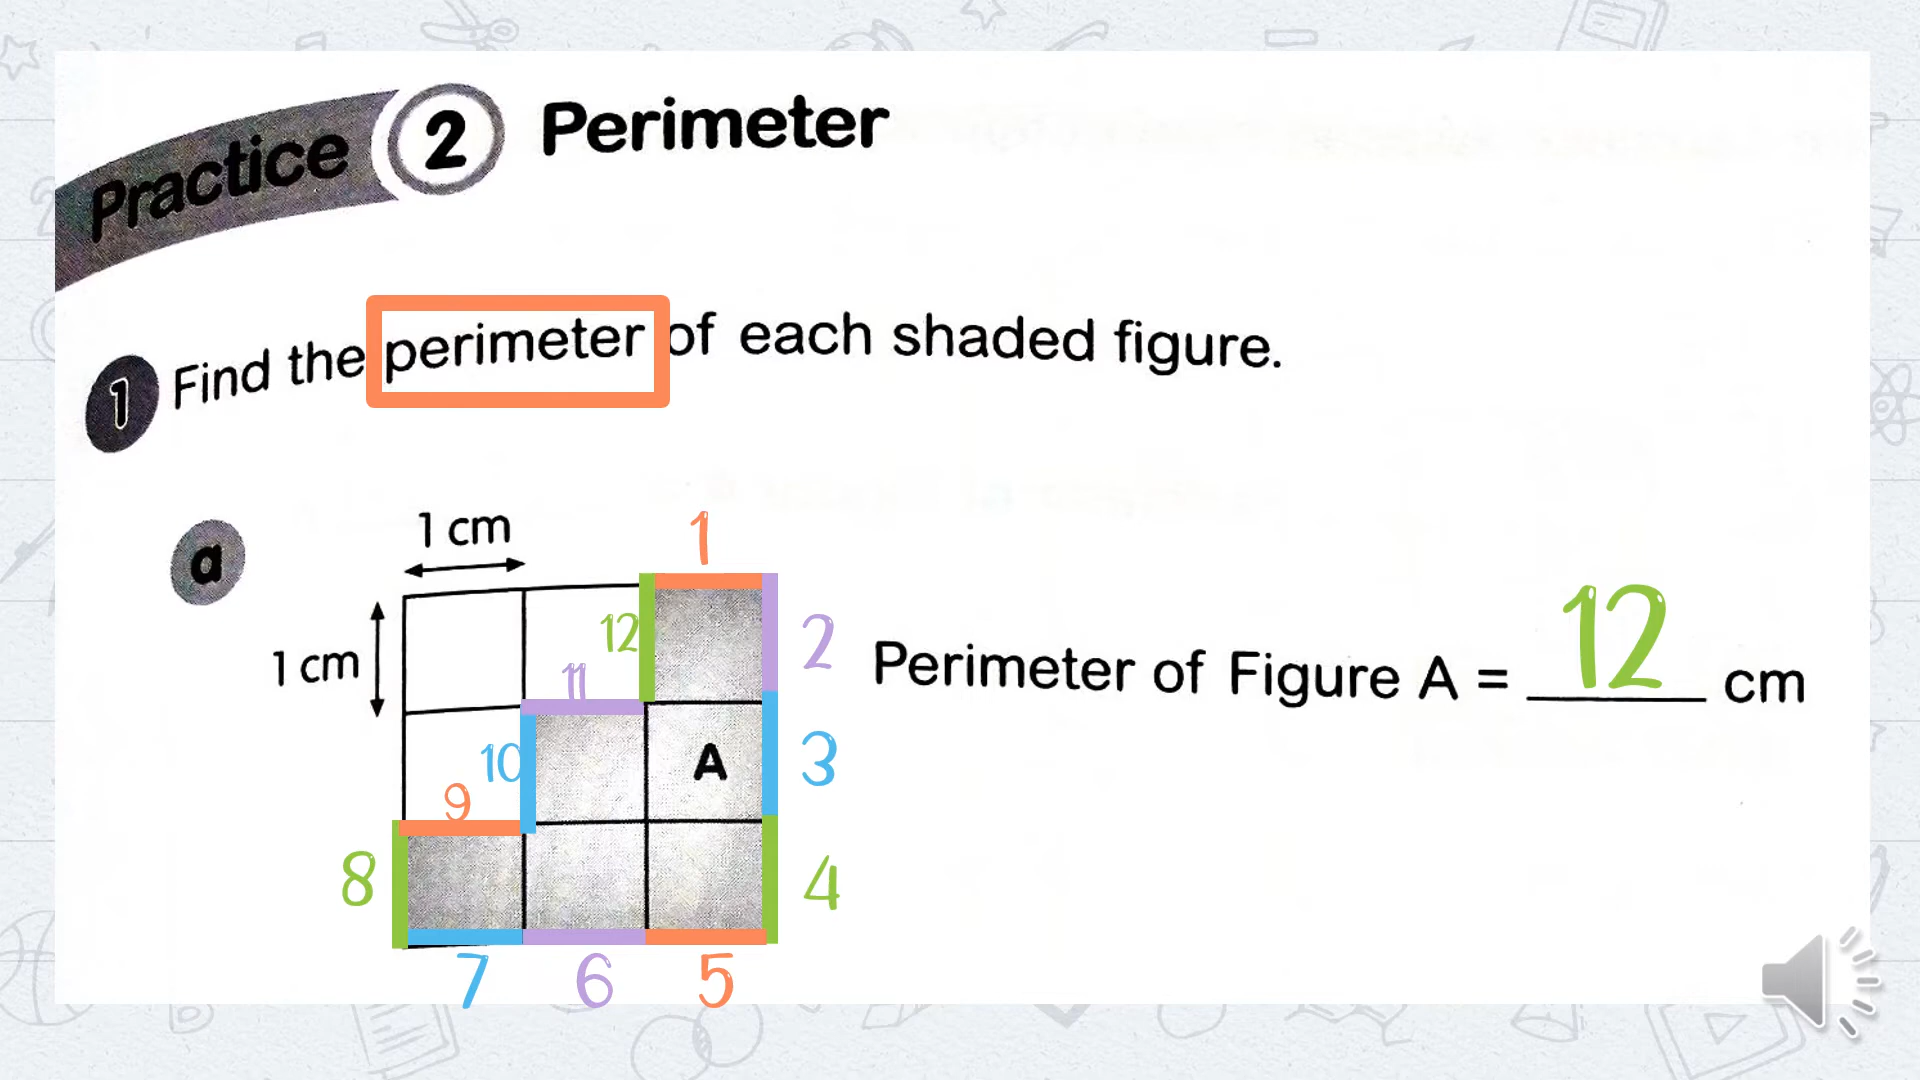 Practice 2 Perimeter
1 Find the perimeter of each shaded figure.
a
1 cm
1
1 cm
12
2
11
Perimeter of Figure A = 12 cm
10
A
3
9
8
4
7
6
5